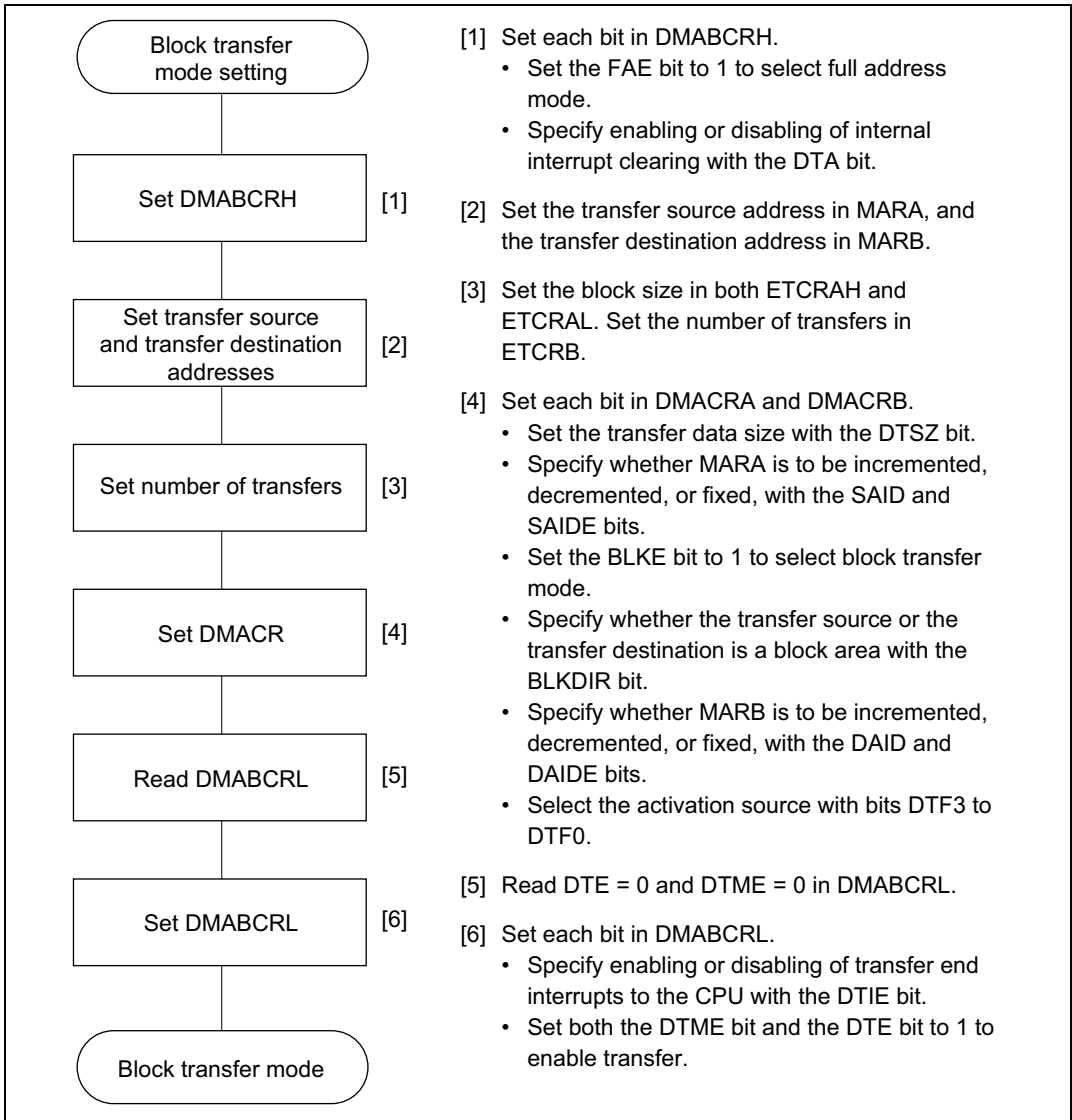 Block transfer
mode setting
Set DMABCRH
[1]
Set transfer source
and transfer destination
addresses
[2]
Set number of transfers
[3]
Set DMACR
[4]
Read DMABCRL
[5]
Set DMABCRL
[6]
Block transfer mode
[1] Set each bit in DMABCRH.
• Set the FAE bit to 1 to select full address
mode.
• Specify enabling or disabling of internal
interrupt clearing with the DTA bit.
[2] Set the transfer source address in MARA, and
the transfer destination address in MARB.
[3] Set the block size in both ETCRAH and
ETCRAL. Set the number of transfers in
ETCRB.
[4] Set each bit in DMACRA and DMACRB.
• Set the transfer data size with the DTSZ bit.
• Specify whether MARA is to be incremented,
decremented, or fixed, with the SAID and
SAIDE bits.
• Set the BLKE bit to 1 to select block transfer
mode.
• Specify whether the transfer source or the
transfer destination is a block area with the
BLKDIR bit.
• Specify whether MARB is to be incremented,
decremented, or fixed, with the DAID and
DAIDE bits.
• Select the activation source with bits DTF3 to
DTF0.
[5] Read DTE = 0 and DTME = 0 in DMABCRL.
[6] Set each bit in DMABCRL.
• Specify enabling or disabling of transfer end
interrupts to the CPU with the DTIE bit.
• Set both the DTME bit and the DTE bit to 1 to
enable transfer.